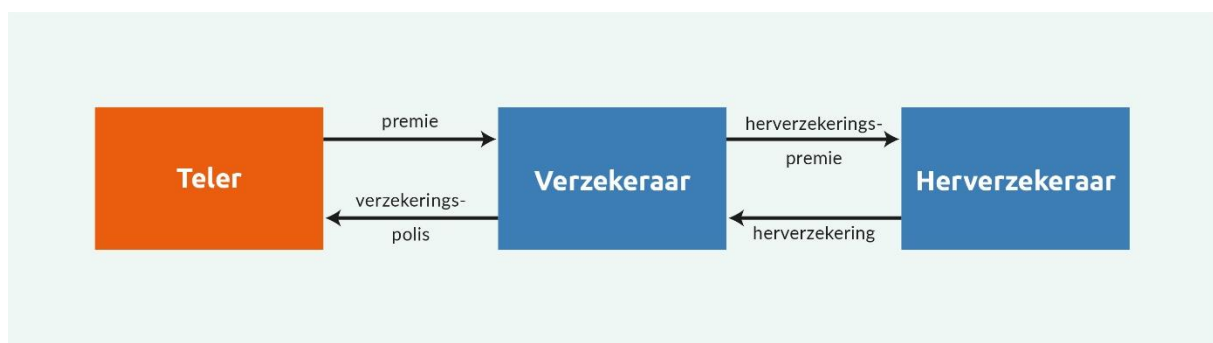 Teler
premie
verzekerings-
polis
Verzekeraar
herverzekerings-
premie
herverzekering
Herverzekeraar